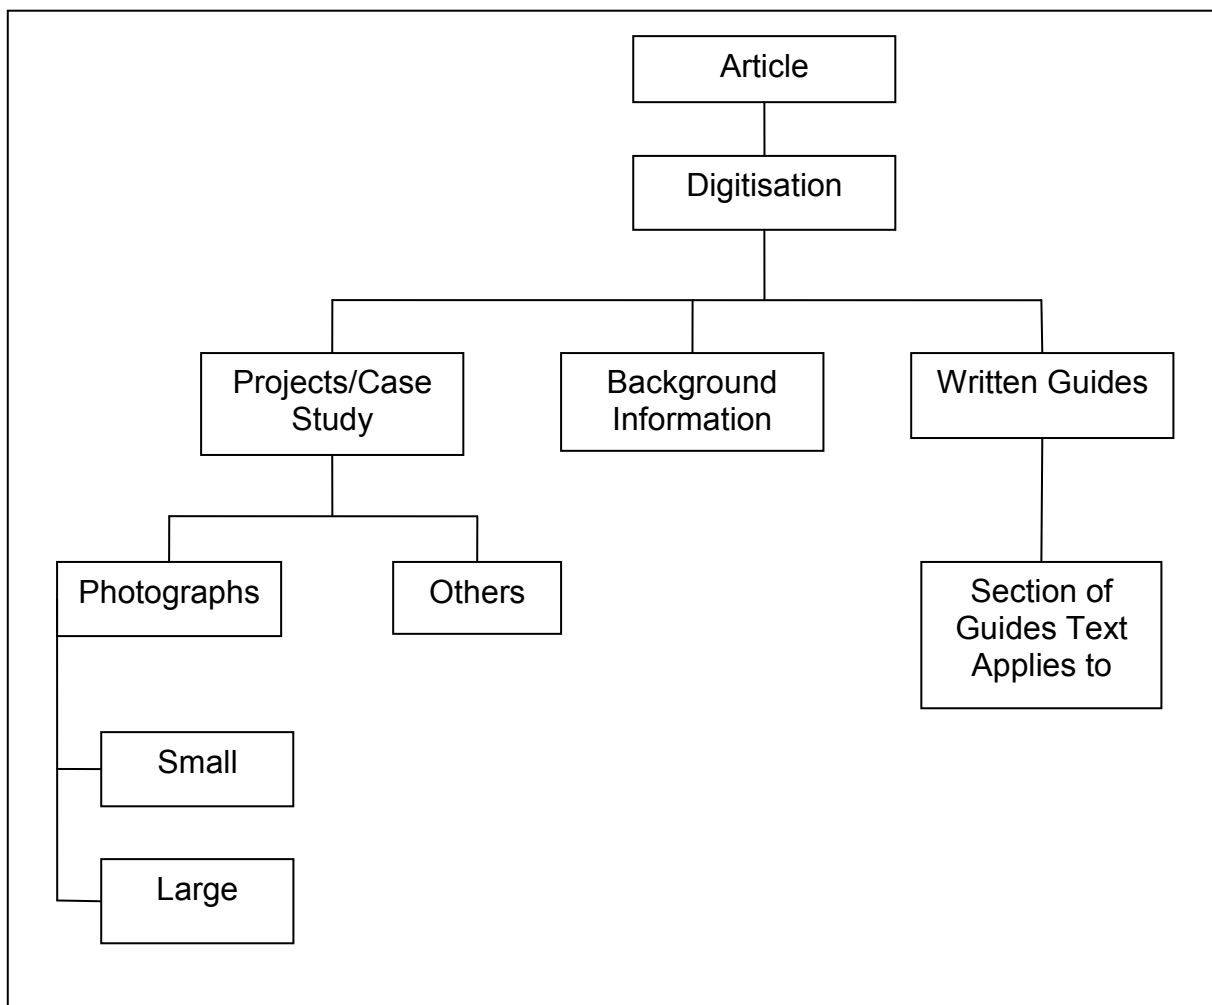 Article
Digitisation
Projects/Case
Study
Background
Information
Written Guides
Photographs
Others
Section of
Guides Text
Applies to
Small
Large